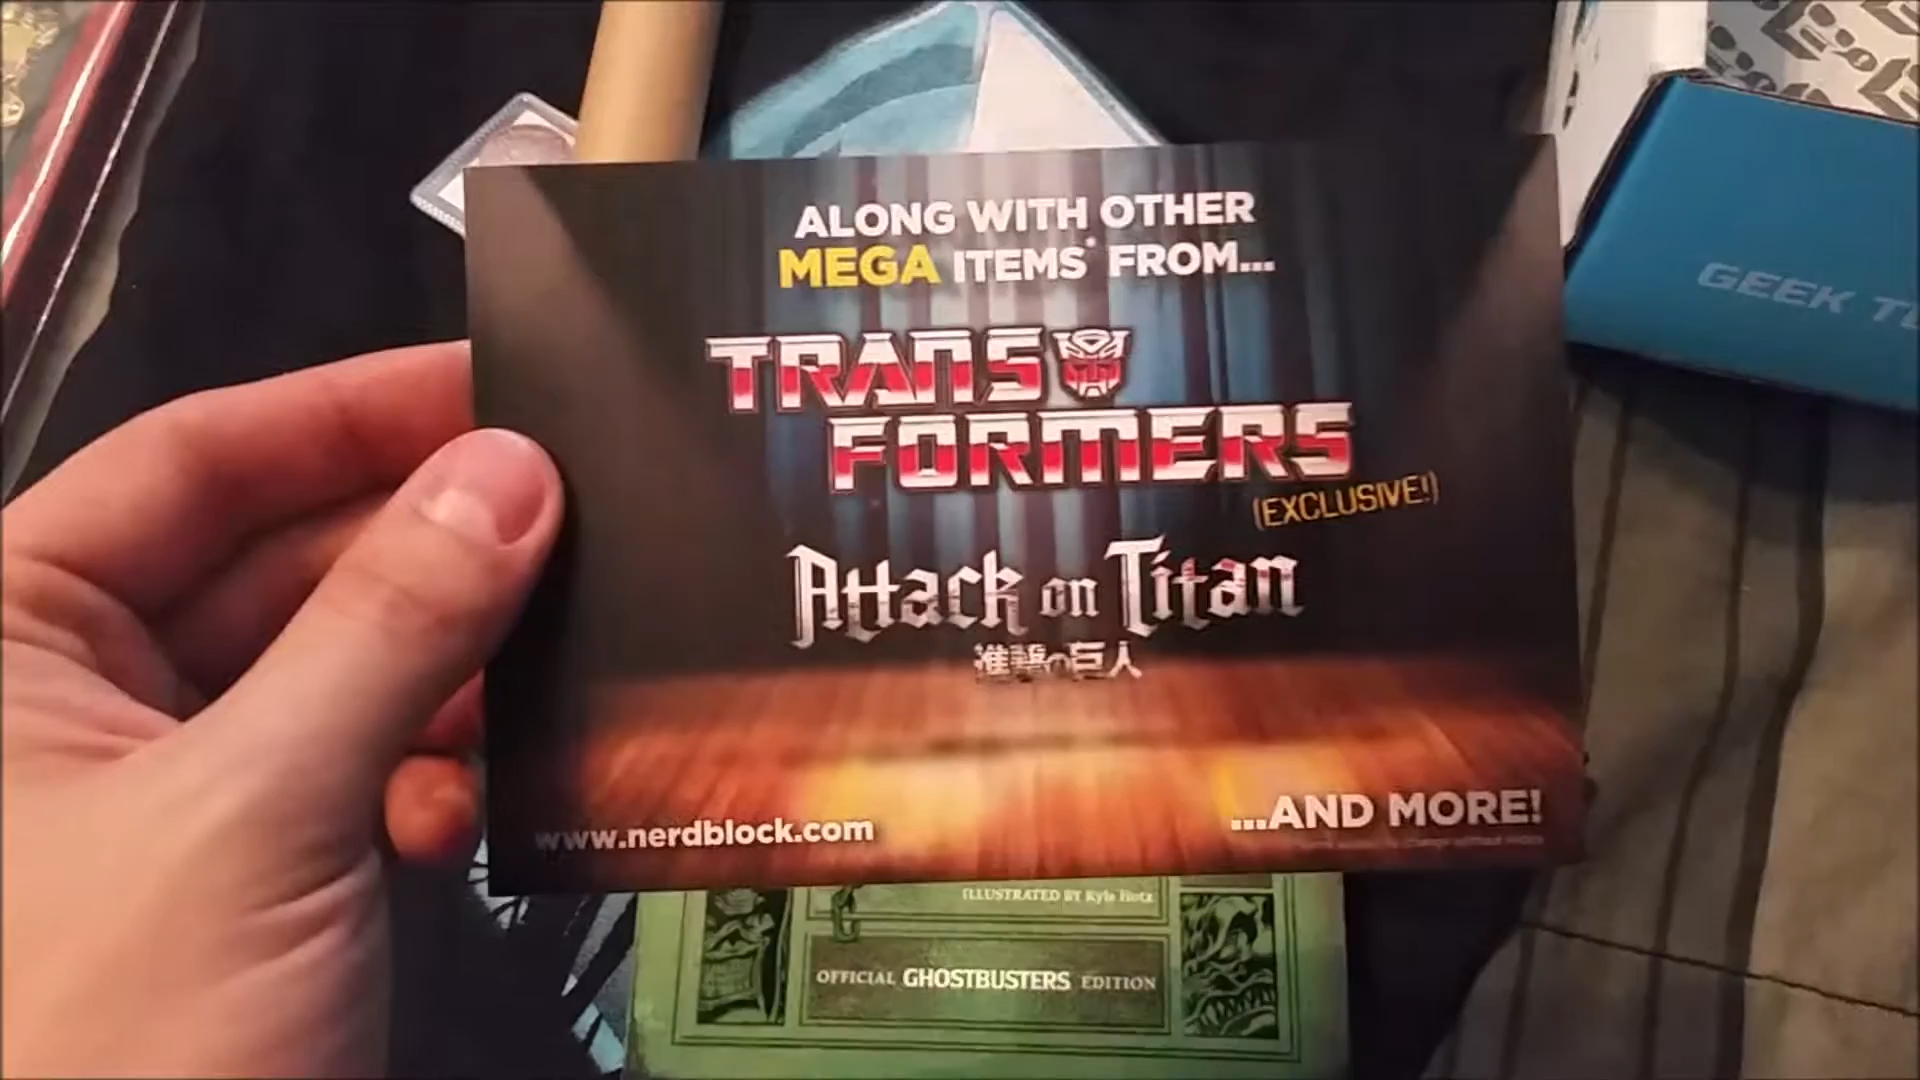 ALONG WITH OTHER
MEGA ITEMS* FROM...
TRANS
FORMERS
(EXCLUSIVE!)
Attack on Titan
進撃の巨人
www.nerdblock.com
...AND MORE!
GEEK
ILLUSTRATED BY Kyle Hotz
OFFICIAL GHOSTBUSTERS EDITION